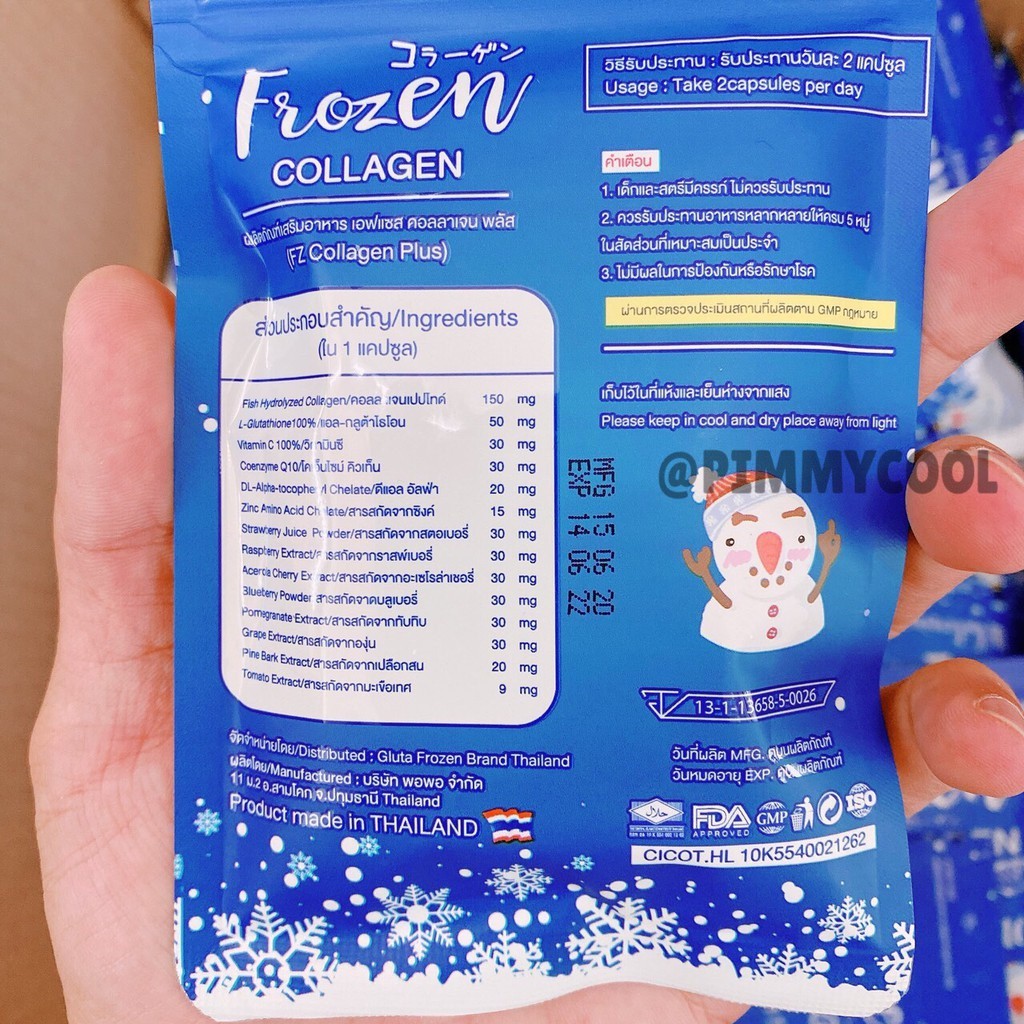 コラーゲン
Frozen
COLLAGEN
ผลิตภัณฑ์เสริมอาหาร เอฟแซส คอลลาเจน พลัส
(FZ Collagen Plus)
ส่วนประกอบสำคัญ/Ingredients
(ใน 1 แคปซูล)
Fish Hydrolyzed Collagen/คอลลาเจนเปปไทด์ 150 mg
L-Glutathione100%/แอล-กลูต้าไธโอน 50 mg
Vitamin C 100%/วิตามินซี 30 mg
Coenzyme Q10/โคเอ็นไซม์ คิวเท็น 30 mg
DL-Alpha-tocopheryl Chelate/ดีแอล อัลฟ่า 20 mg
Zinc Amino Acid Chelate/สารสกัดจากซิงค์ 15 mg
Strawberry Juice Powder/สารสกัดจากสตอเบอรี่ 30 mg
Raspberry Extract/สารสกัดจากราสพ์เบอรี่ 30 mg
Acerola Cherry Extract/สารสกัดจากอะเซโรล่าเชอรี่ 30 mg
Blueberry Powder/สารสกัดจากบลูเบอรี่ 30 mg
Pomegranate Extract/สารสกัดจากทับทิม 30 mg
Grape Extract/สารสกัดจากองุ่น 30 mg
Pine Bark Extract/สารสกัดจากเปลือกสน 20 mg
Tomato Extract/สารสกัดจากมะเขือเทศ 9 mg
จัดจำหน่ายโดย/Distributed : Gluta Frozen Brand Thailand
ผลิตโดย/Manufactured : บริษัท พอพอ จำกัด
11 ม.2 อ.สามโคก จ.ปทุมธานี Thailand
Product made in THAILAND
วิธีรับประทาน : รับประทานวันละ 2 แคปซูล
Usage : Take 2capsules per day
คำเตือน
1. เด็กและสตรีมีครรภ์ ไม่ควรรับประทาน
2. ควรรับประทานอาหารหลากหลายให้ครบ 5 หมู่
ในสัดส่วนที่เหมาะสมเป็นประจำ
3. ไม่มีผลในการป้องกันหรือรักษาโรค
ผ่านการตรวจประเมินสถานที่ผลิตตาม GMP กฎหมาย
เก็บไว้ในที่แห้งและเย็นห่างจากแสง
Please keep in cool and dry place away from light
@PIMMYCOOL
MFG 15 06 20
EXP 14 06 22
13-1-13658-5-0026
วันที่ผลิต MFG. ดูบนผลิตภัณฑ์
วันหมดอายุ EXP. ดูบนผลิตภัณฑ์
FDA
APPROVED
GMP
ISO
CICOT.HL 10K5540021262